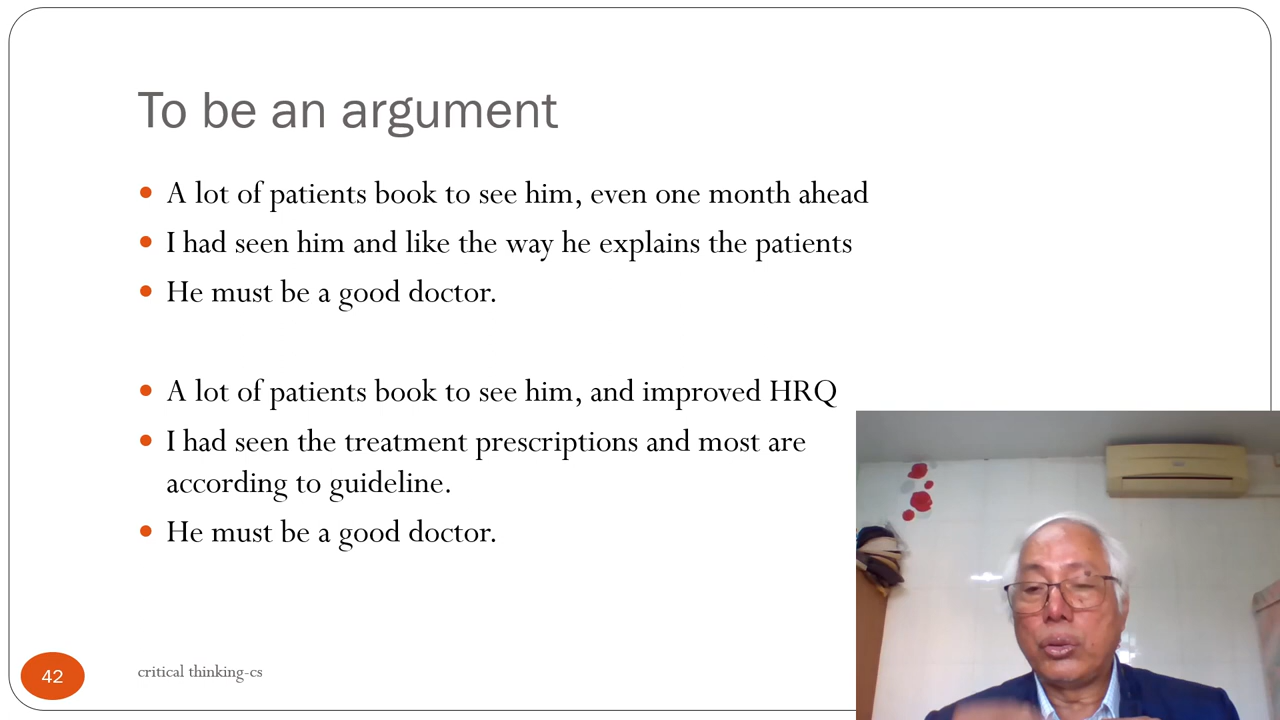 To be an argument
A lot of patients book to see him, even one month ahead
I had seen him and like the way he explains the patients
He must be a good doctor.
A lot of patients book to see him, and improved HRQ
I had seen the treatment prescriptions and most are
according to guideline.
He must be a good doctor.
42
critical thinking-cs